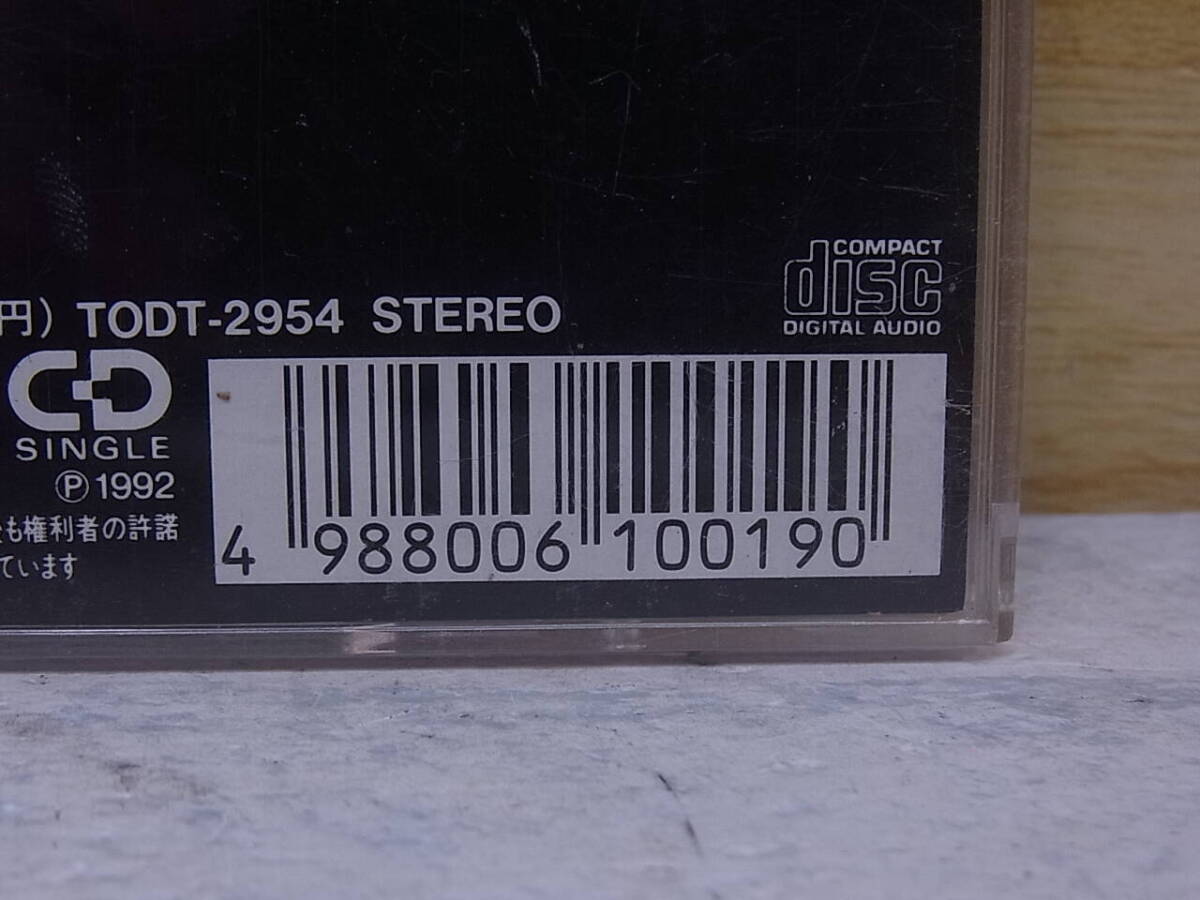 円) TODT-2954 STEREO
COMPACT
disc
DIGITAL AUDIO
CD
SINGLE
Ⓟ1992
も権利者の許諾
ています
4 988006 100190